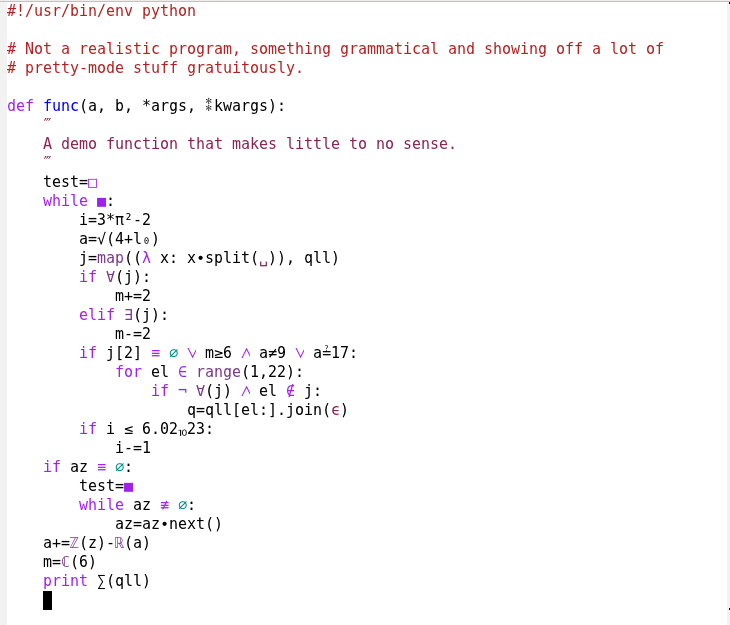 #!/usr/bin/env python

# Not a realistic program, something grammatical and showing off a lot of
# pretty-mode stuff gratuitously.

def func(a, b, *args, ⁑kwargs):
    ‴
    A demo function that makes little to no sense.
    ‴
    test=□
    while ■:
        i=3*π²-2
        a=√(4+l₀)
        j=map((λ x: x•split(␣)), qll)
        if ∀(j):
            m+=2
        elif ∃(j):
            m-=2
        if j[2] ≡ ∅ ∨ m≥6 ∧ a≠9 ∨ a≟17:
            for el ∈ range(1,22):
                if ¬ ∀(j) ∧ el ∉ j:
                    q=qll[el:].join(ϵ)
        if i ≤ 6.02⏨23:
            i-=1
    if az ≡ ∅:
        test=■
        while az ≢ ∅:
            az=az•next()
    a+=ℤ(z)-ℝ(a)
    m=ℂ(6)
    print ∑(qll)